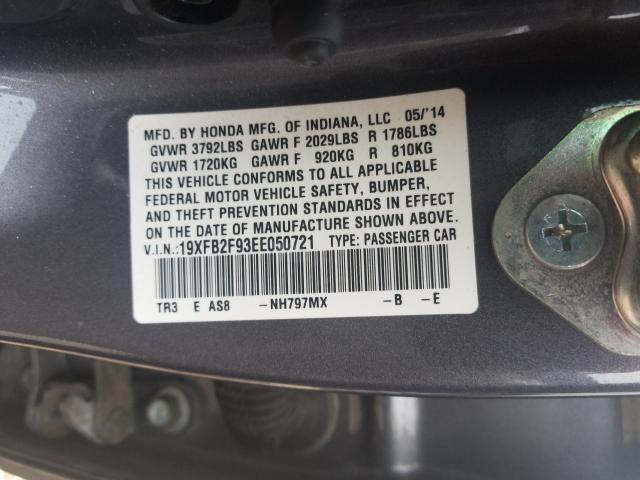 MFD. BY HONDA MFG. OF INDIANA, LLC 05/'14
GVWR 3792LBS GAWR F 2029LBS R 1786LBS
GVWR 1720KG GAWR F 920KG R 810KG
THIS VEHICLE CONFORMS TO ALL APPLICABLE
FEDERAL MOTOR VEHICLE SAFETY, BUMPER,
AND THEFT PREVENTION STANDARDS IN EFFECT
ON THE DATE OF MANUFACTURE SHOWN ABOVE.
V.I.N.:19XFB2F93EE050721 TYPE: PASSENGER CAR
TR3 E AS8 -NH797MX -B -E